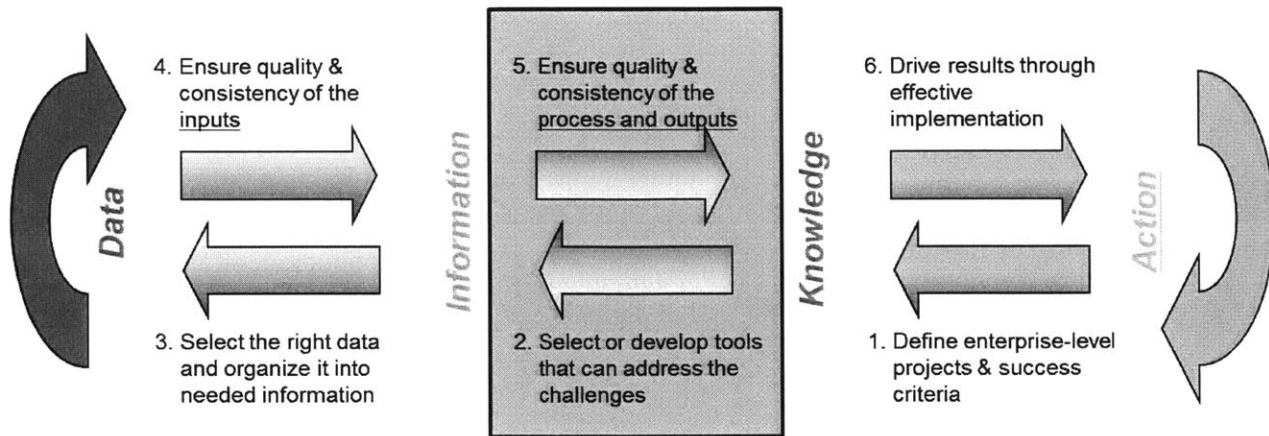 4. Ensure quality &
consistency of the
inputs
5. Ensure quality &
consistency of the
process and outputs
6. Drive results through
effective
implementation
Data
Information
Knowledge
Action
3. Select the right data
and organize it into
needed information
2. Select or develop tools
that can address the
challenges
1. Define enterprise-level
projects & success
criteria